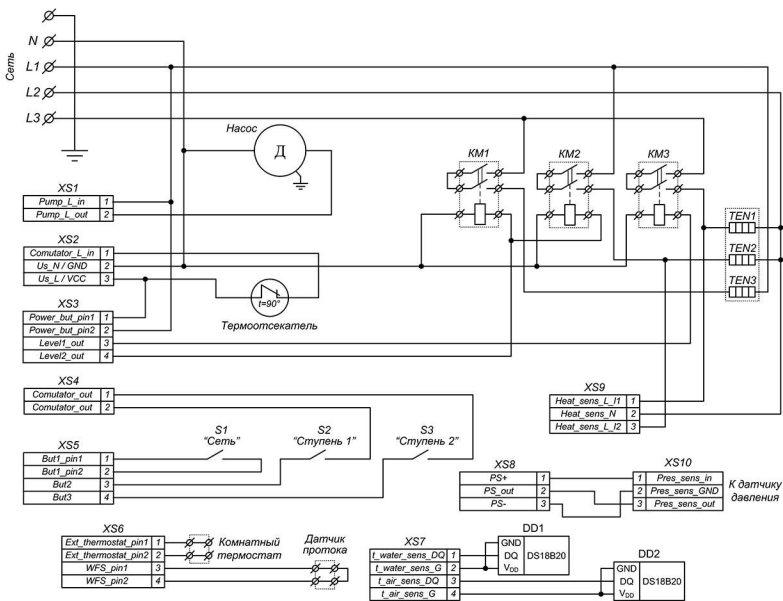 Сеть
N
L1
L2
L3
Насос
Д
КМ1
КМ2
КМ3
XS1
Pump_L_in 1
Pump_L_out 2
XS2
Comutator_L_in 1
Us_N / GND 2
Us_L / VCC 3
t=90°
Термоотсекатель
TEN1
TEN2
TEN3
XS3
Power_but_pin1 1
Power_but_pin2 2
Level1_out 3
Level2_out 4
XS4
Comutator_out 1
Comutator_out 2
XS9
Heat_sens_L_I1 1
Heat_sens_N 2
Heat_sens_L_I2 3
S1
“Сеть”
S2
“Ступень 1”
S3
“Ступень 2”
XS5
But1_pin1 1
But1_pin2 2
But2 3
But3 4
XS8
PS+ 1
PS_out 2
PS- 3
XS10
1 Pres_sens_in
2 Pres_sens_GND
3 Pres_sens_out
К датчику
давления
XS6
Ext_thermostat_pin1 1
Ext_thermostat_pin2 2
WFS_pin1 3
WFS_pin2 4
Комнатный
термостат
Датчик
протока
XS7
t_water_sens_DQ 1
t_water_sens_G 2
t_air_sens_DQ 3
t_air_sens_G 4
DD1
GND
DQ DS18B20
VDD
DD2
GND
DQ DS18B20
VDD